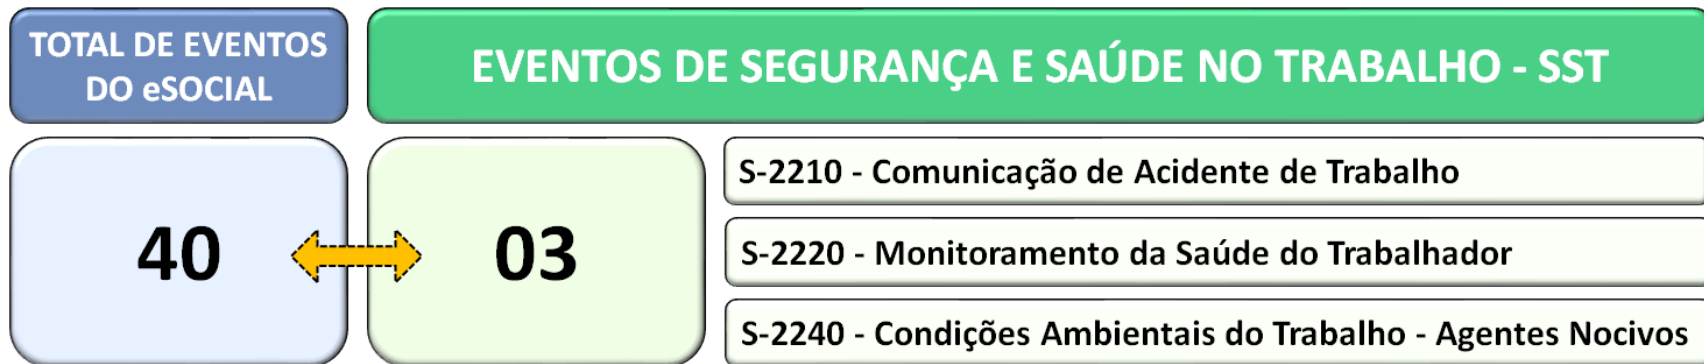 TOTAL DE EVENTOS
DO eSOCIAL
EVENTOS DE SEGURANÇA E SAÚDE NO TRABALHO - SST
40
03
S-2210 - Comunicação de Acidente de Trabalho
S-2220 - Monitoramento da Saúde do Trabalhador
S-2240 - Condições Ambientais do Trabalho - Agentes Nocivos